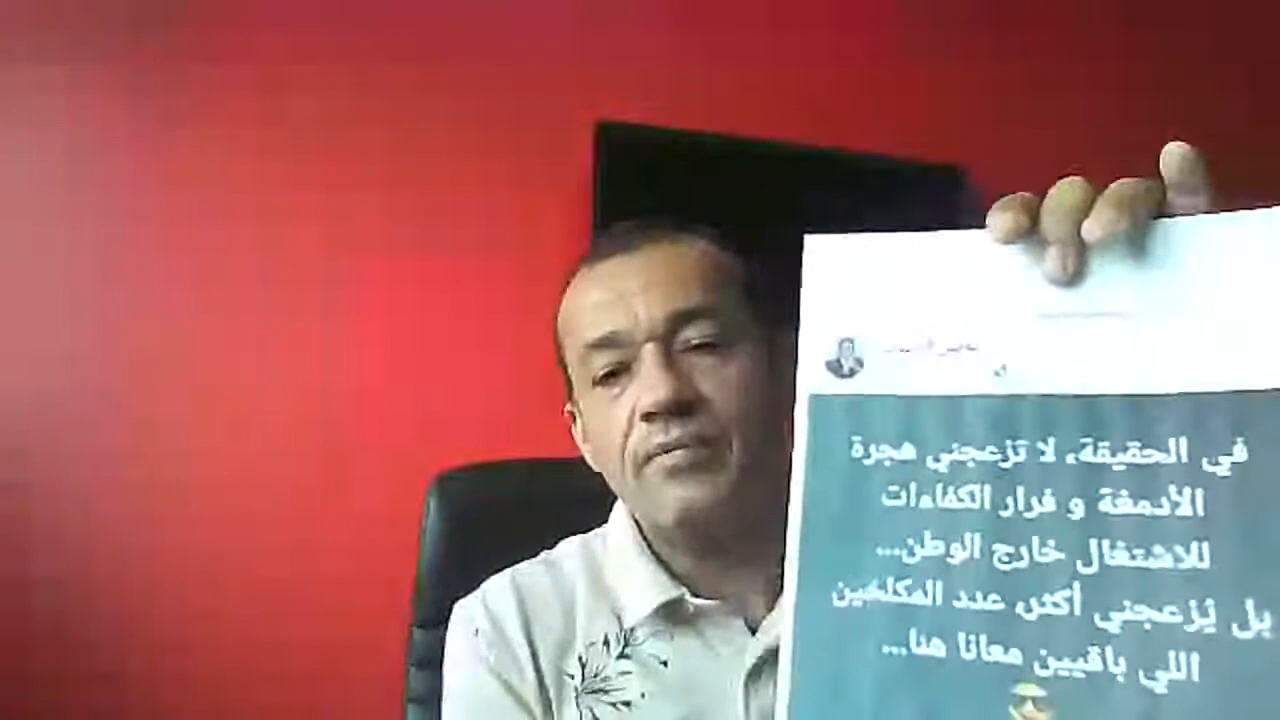 في الحقيقة، لا تزعجني هجرة
الأدمغة و فرار الكفاءات
للاشتغال خارج الوطن...
بل يُزعجني أكثر، عدد المكلخين
اللي باقيين معانا هنا...